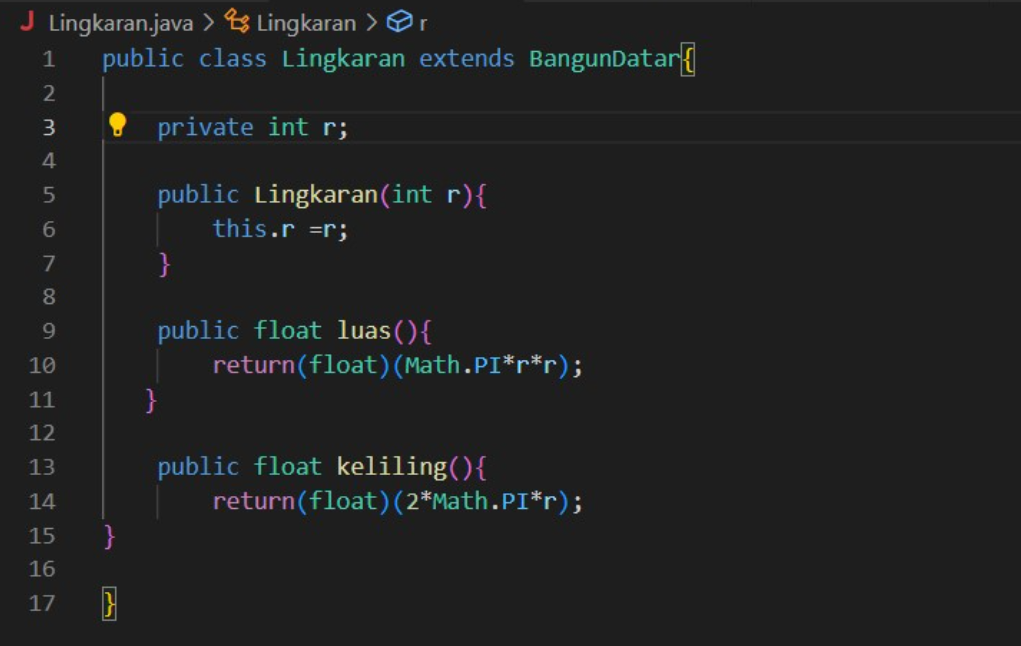 Lingkaran.java > Lingkaran > r
1 public class Lingkaran extends BangunDatar{
2
3 private int r;
4
5 public Lingkaran(int r){
6 this.r =r;
7 }
8
9 public float luas(){
10 return(float)(Math.PI*r*r);
11 }
12
13 public float keliling(){
14 return(float)(2*Math.PI*r);
15 }
16
17 }